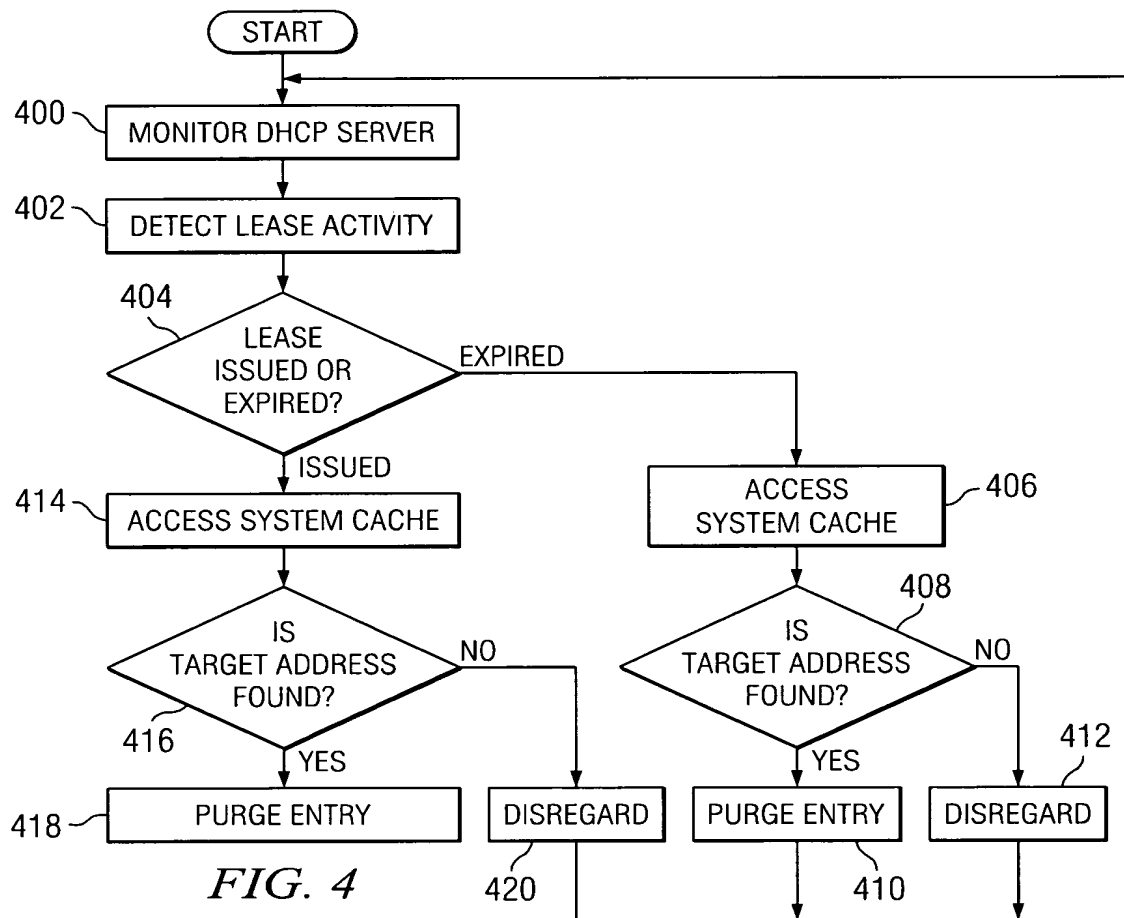 START
400
MONITOR DHCP SERVER
402
DETECT LEASE ACTIVITY
404
LEASE
ISSUED OR
EXPIRED?
EXPIRED
ISSUED
414
ACCESS SYSTEM CACHE
ACCESS
SYSTEM CACHE
406
408
IS
TARGET ADDRESS
FOUND?
NO
416
YES
IS
TARGET ADDRESS
FOUND?
NO
YES
412
418
PURGE ENTRY
DISREGARD
PURGE ENTRY
DISREGARD
420
410
FIG. 4